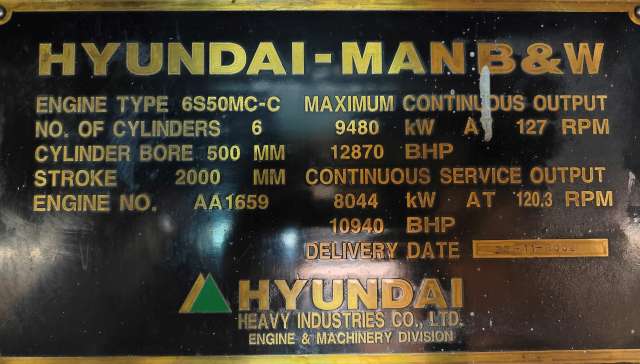 HYUNDAI-MAN B&W
ENGINE TYPE 6S50MC-C MAXIMUM CONTINUOUS OUTPUT
NO. OF CYLINDERS 6 9480 kW AT 127 RPM
CYLINDER BORE 500 MM 12870 BHP
STROKE 2000 MM CONTINUOUS SERVICE OUTPUT
ENGINE NO. AA1659 8044 kW AT 120.3 RPM
10940 BHP
DELIVERY DATE
HYUNDAI
HEAVY INDUSTRIES CO., LTD.
ENGINE & MACHINERY DIVISION